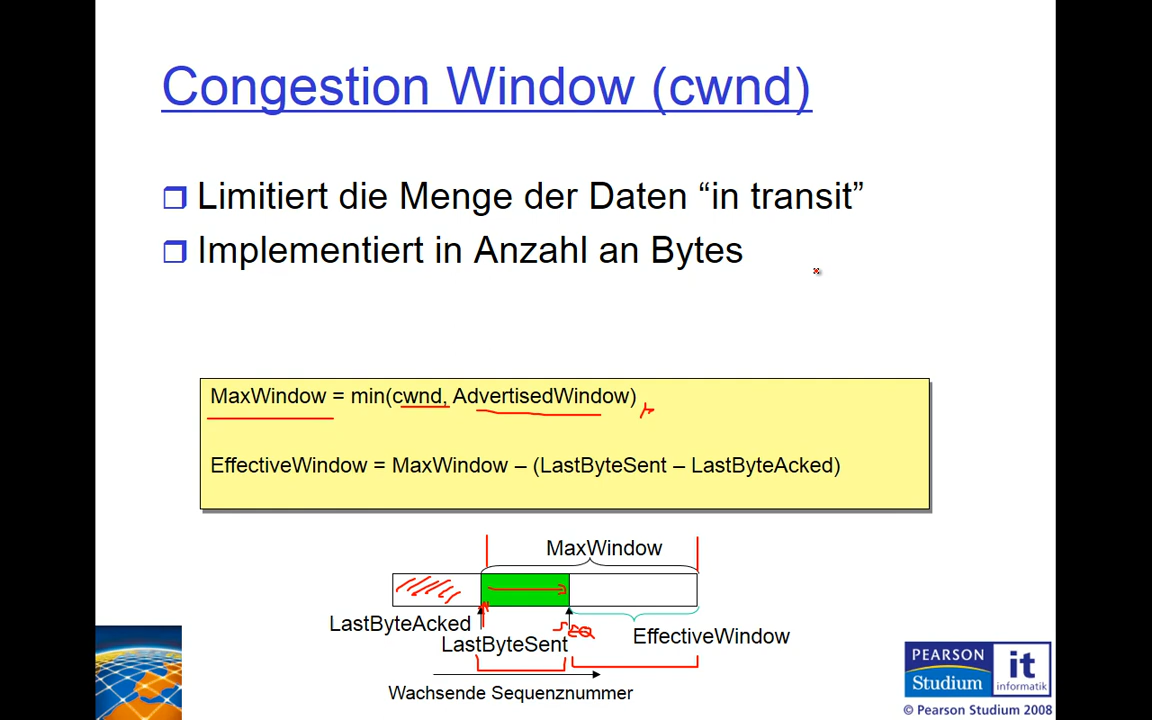 Congestion Window (cwnd)
Limitiert die Menge der Daten “in transit”
Implementiert in Anzahl an Bytes
MaxWindow = min(cwnd, AdvertisedWindow)
EffectiveWindow = MaxWindow – (LastByteSent – LastByteAcked)
MaxWindow
LastByteAcked
SEQ
EffectiveWindow
LastByteSent
Wachsende Sequenznummer
PEARSON
Studium
it
informatik
© Pearson Studium 2008